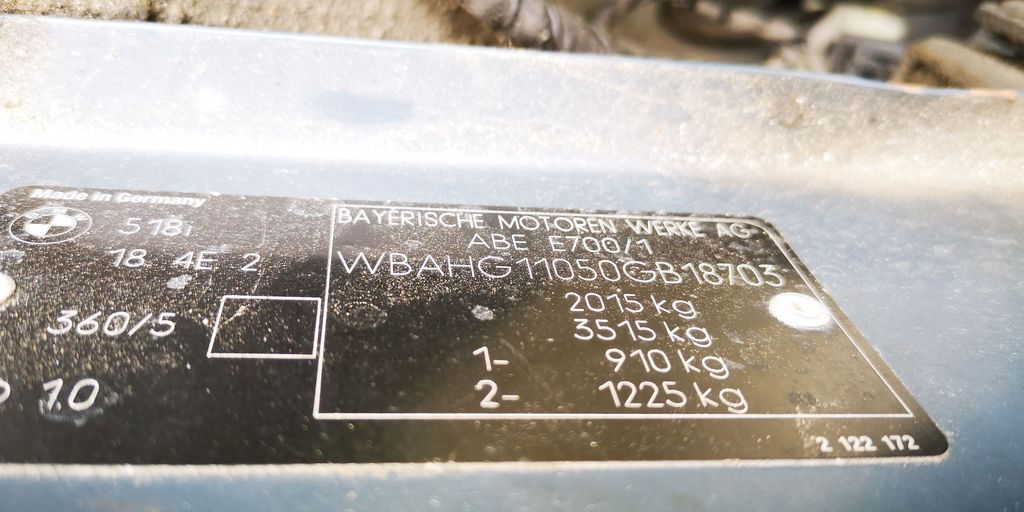 Made in Germany
518i
18 4E 2
360/5
10
BAYERISCHE MOTOREN WERKE AG
ABE E700/1
WBAHG11050GB18703
2015 kg
3515 kg
1- 910 kg
2- 1225 kg
2 122 172